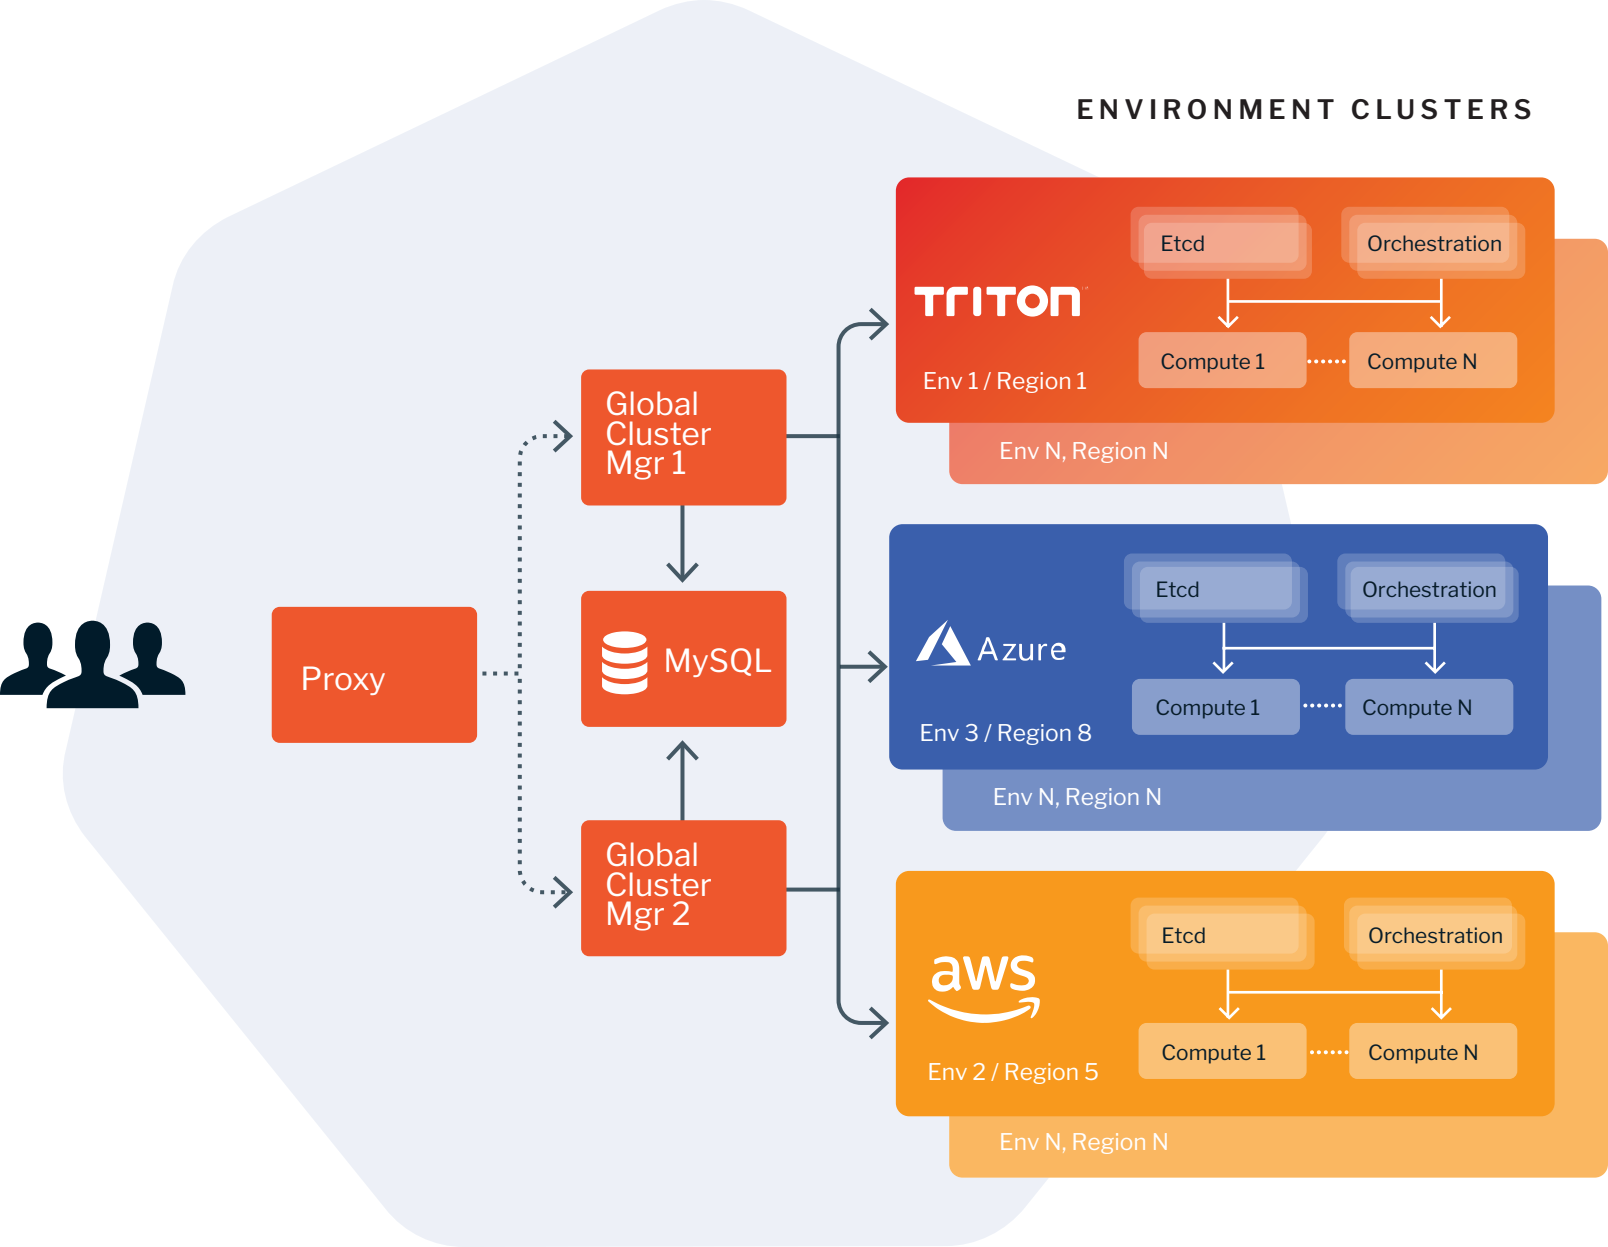 ENVIRONMENT CLUSTERS
Proxy
Global
Cluster
Mgr 1
MySQL
Global
Cluster
Mgr 2
TRITON
Env 1 / Region 1
Etcd
Orchestration
Compute 1
Compute N
Env N, Region N
Azure
Env 3 / Region 8
Etcd
Orchestration
Compute 1
Compute N
Env N, Region N
aws
Env 2 / Region 5
Etcd
Orchestration
Compute 1
Compute N
Env N, Region N